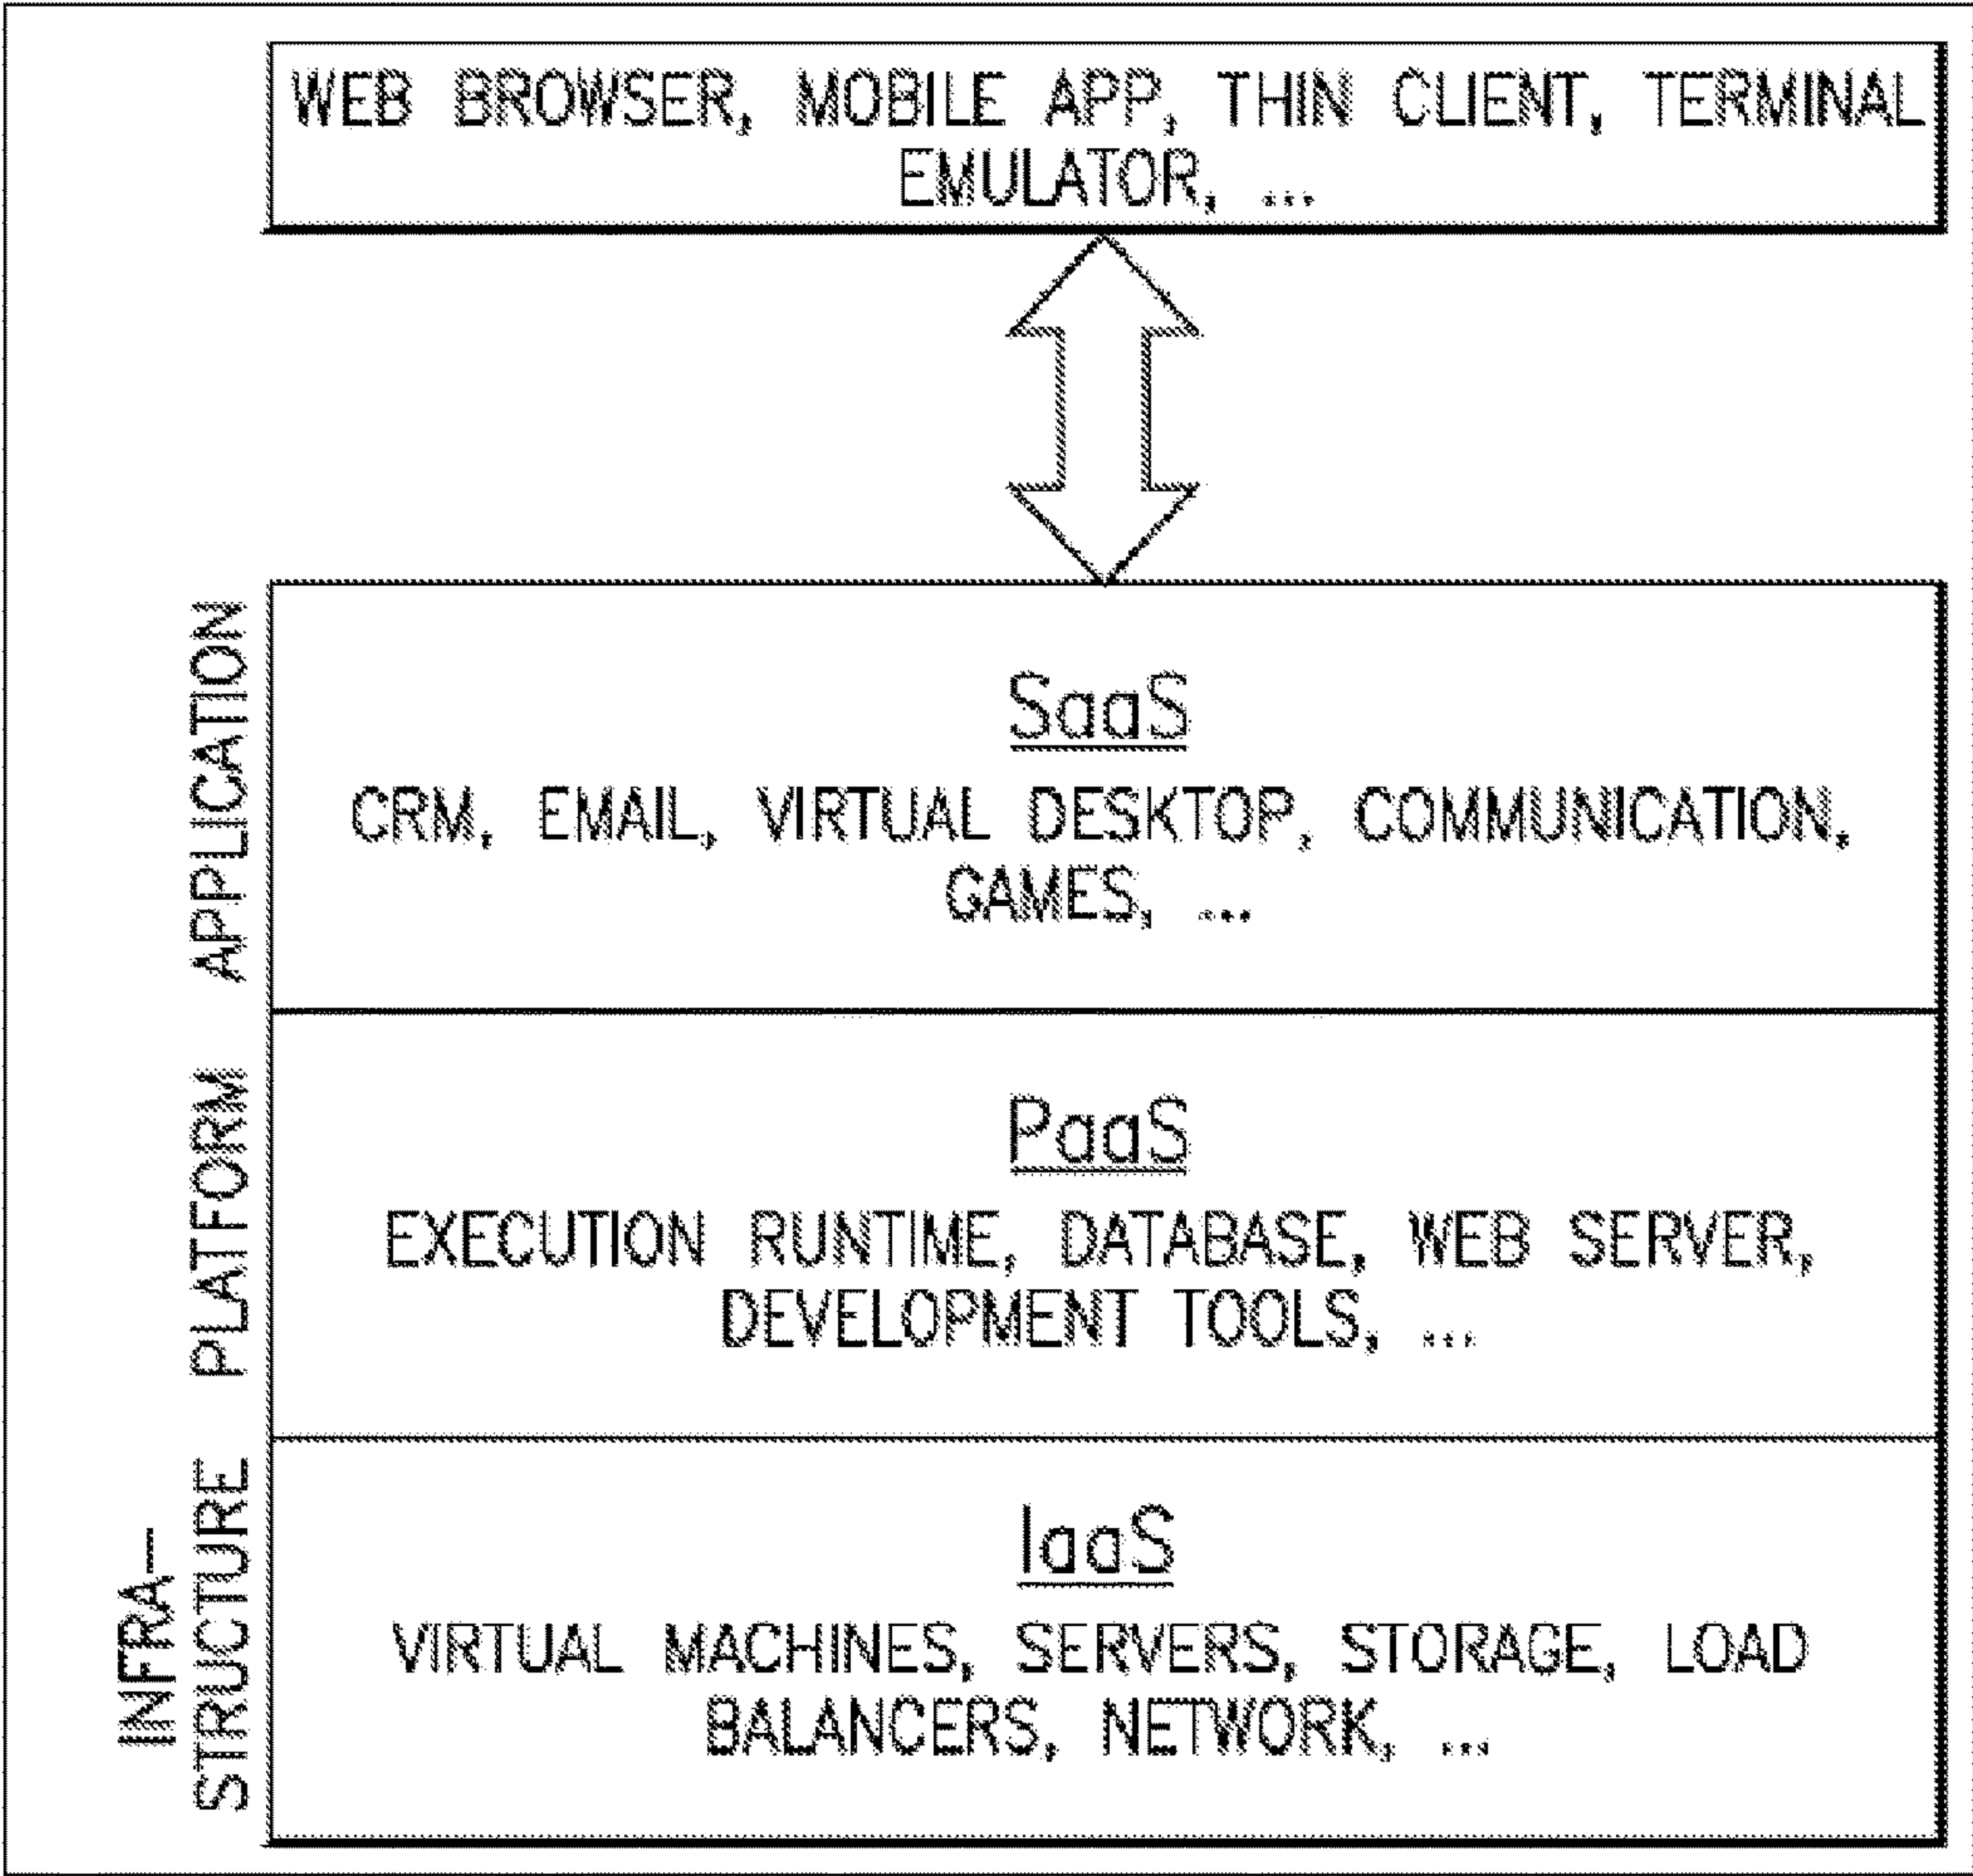 WEB BROWSER, MOBILE APP, THIN CLIENT, TERMINAL
EMULATOR, ...
APPLICATION
SaaS
CRM, EMAIL, VIRTUAL DESKTOP, COMMUNICATION,
GAMES, ...
PLATFORM
PaaS
EXECUTION RUNTIME, DATABASE, WEB SERVER,
DEVELOPMENT TOOLS, ...
INFRA-
STRUCTURE
IaaS
VIRTUAL MACHINES, SERVERS, STORAGE, LOAD
BALANCERS, NETWORK, ...